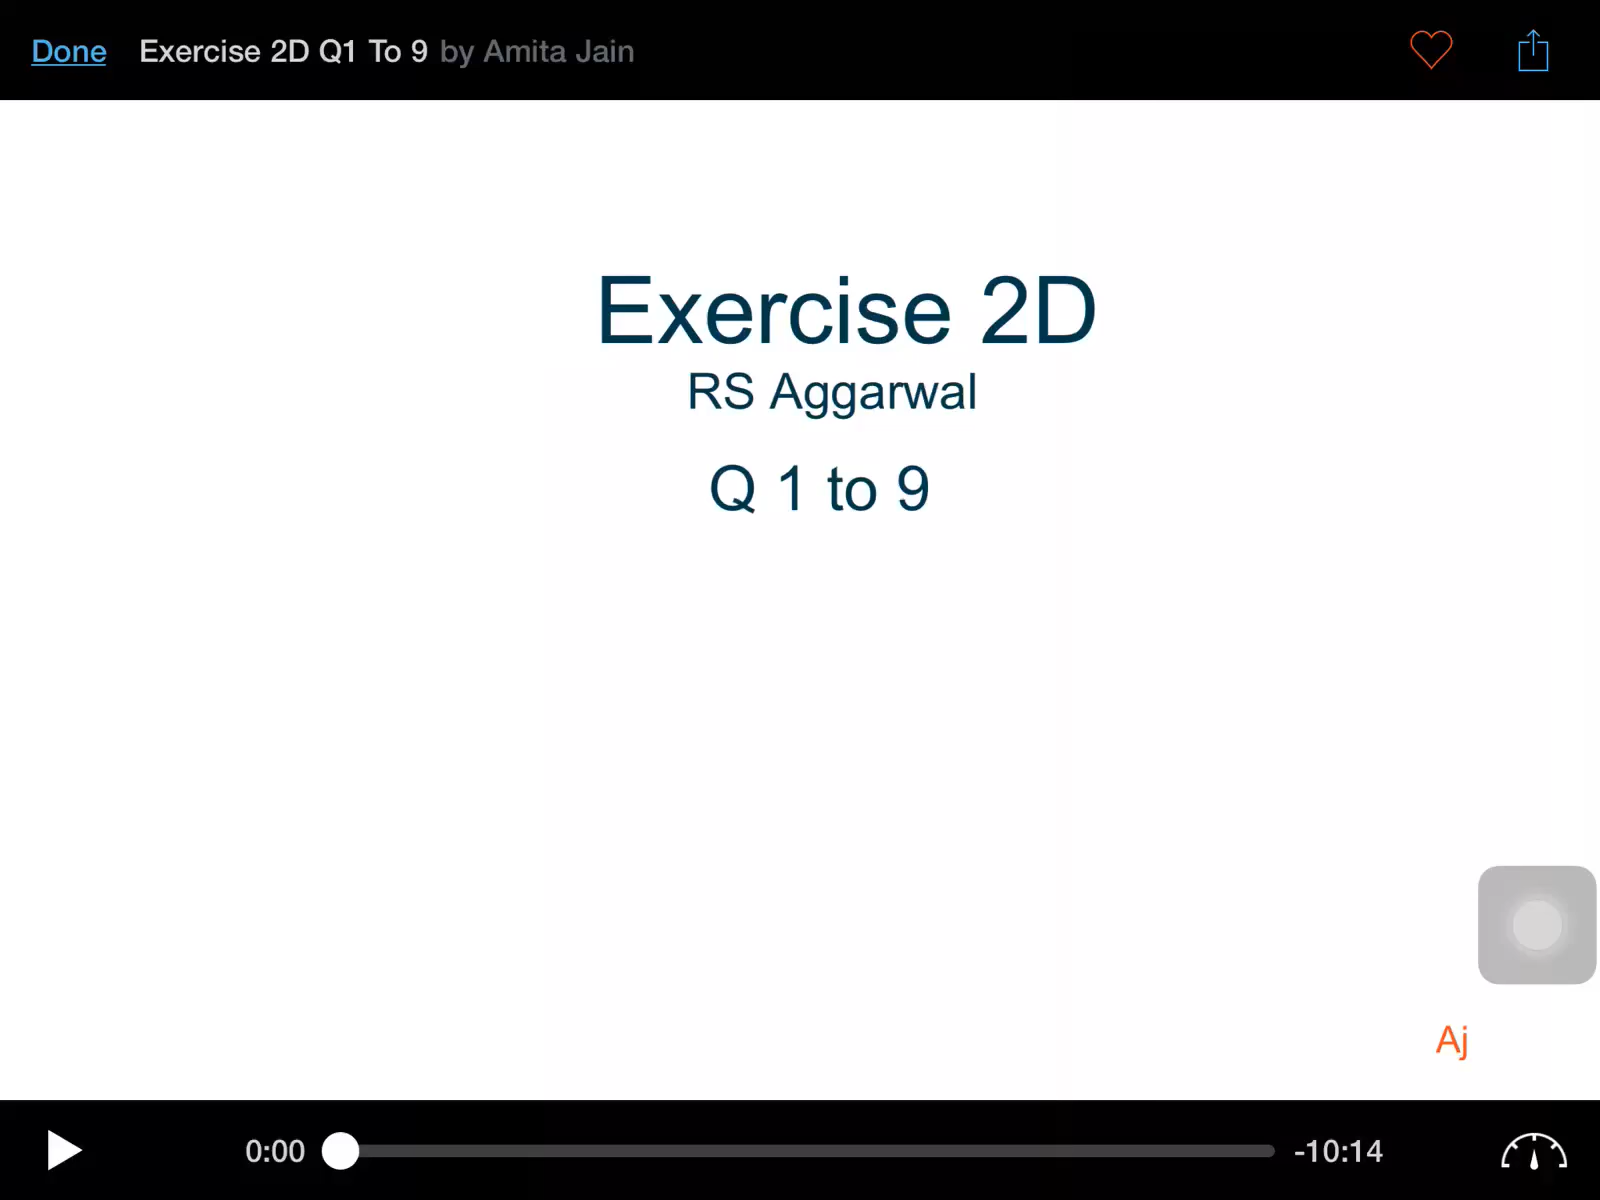 Done Exercise 2D Q1 To 9 by Amita Jain
Exercise 2D
RS Aggarwal
Q 1 to 9
Aj
0:00 -10:14